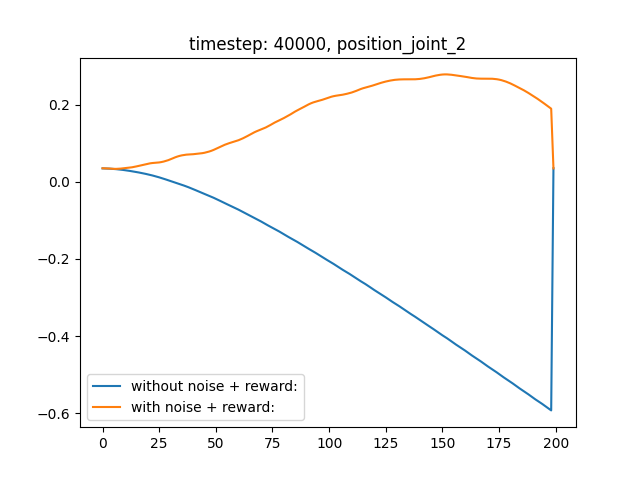 timestep: 40000, position_joint_2
0.2
0.0
−0.2
−0.4
−0.6
without noise + reward:
with noise + reward:
0 25 50 75 100 125 150 175 200